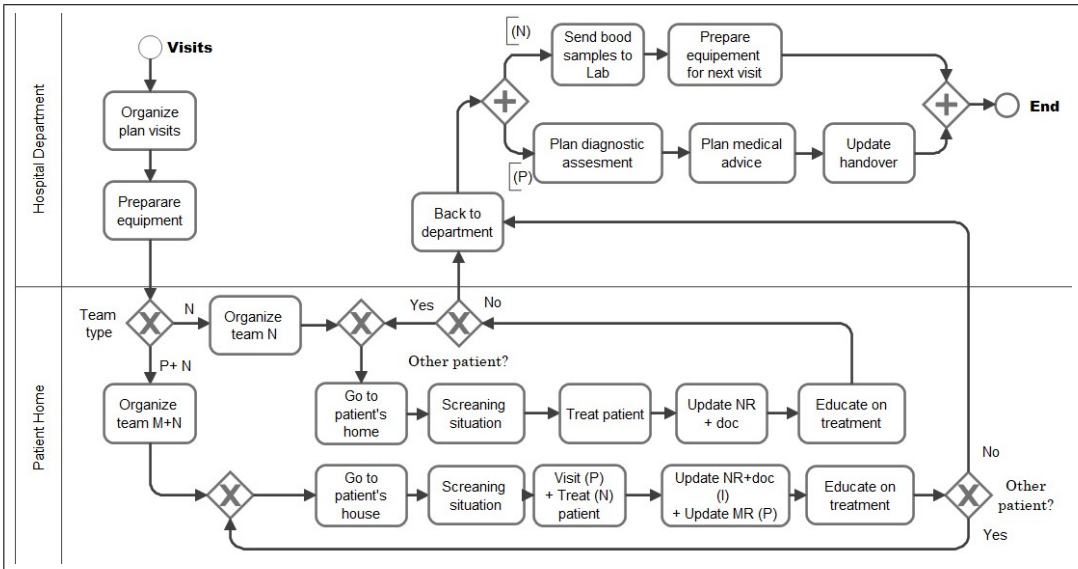 Hospital Department
Visits
Organize
plan visits
Preparare
equipment
(N)
Send bood
samples to
Lab
Prepare
equipement
for next visit
(P)
Plan diagnostic
assesment
Plan medical
advice
Update
handover
End
Back to
department
Patient Home
Team
type
N
Organize
team N
Yes
No
Other patient?
P+ N
Organize
team M+N
Go to
patient's
home
Screaning
situation
Treat patient
Update NR
+ doc
Educate on
treatment
Go to
patient's
house
Screaning
situation
Visit (P)
+ Treat (N)
patient
Update NR+doc
(I)
+ Update MR (P)
Educate on
treatment
No
Other
patient?
Yes